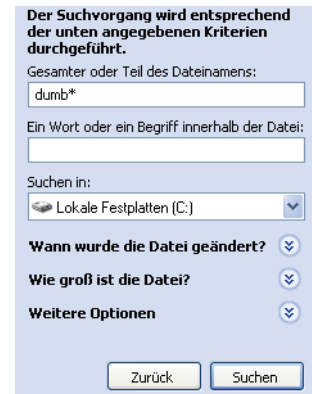 Der Suchvorgang wird entsprechend
der unten angegebenen Kriterien
durchgeführt.
Gesamter oder Teil des Dateinamens:
dumb*
Ein Wort oder ein Begriff innerhalb der Datei:
Suchen in:
Lokale Festplatten (C:)
Wann wurde die Datei geändert?
Wie groß ist die Datei?
Weitere Optionen
Zurück Suchen